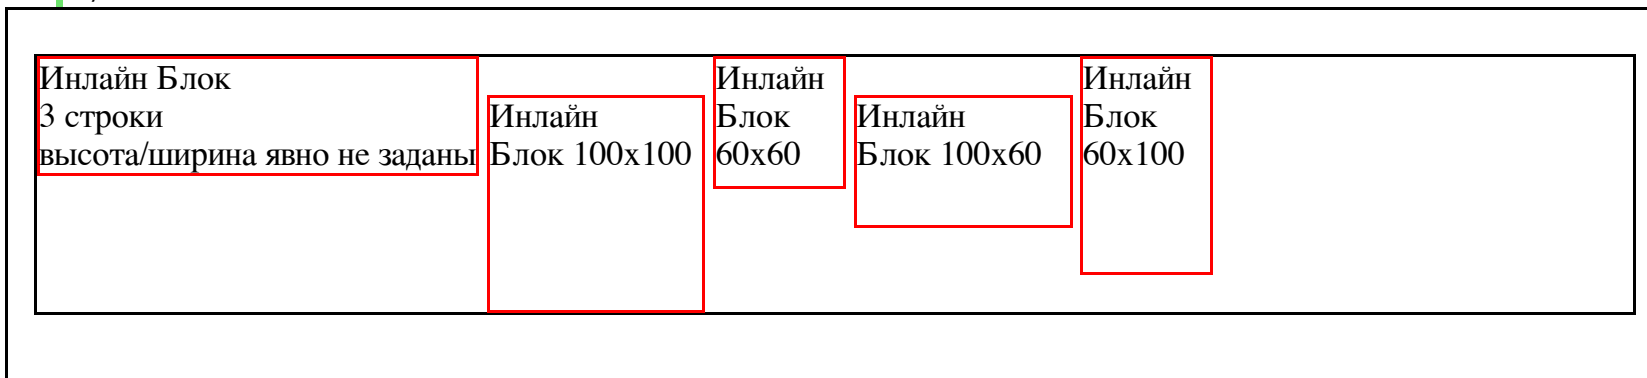 Инлайн Блок
3 строки
высота/ширина явно не заданы
Инлайн
Блок 100x100
Инлайн
Блок
60x60
Инлайн
Блок 100x60
Инлайн
Блок
60x100